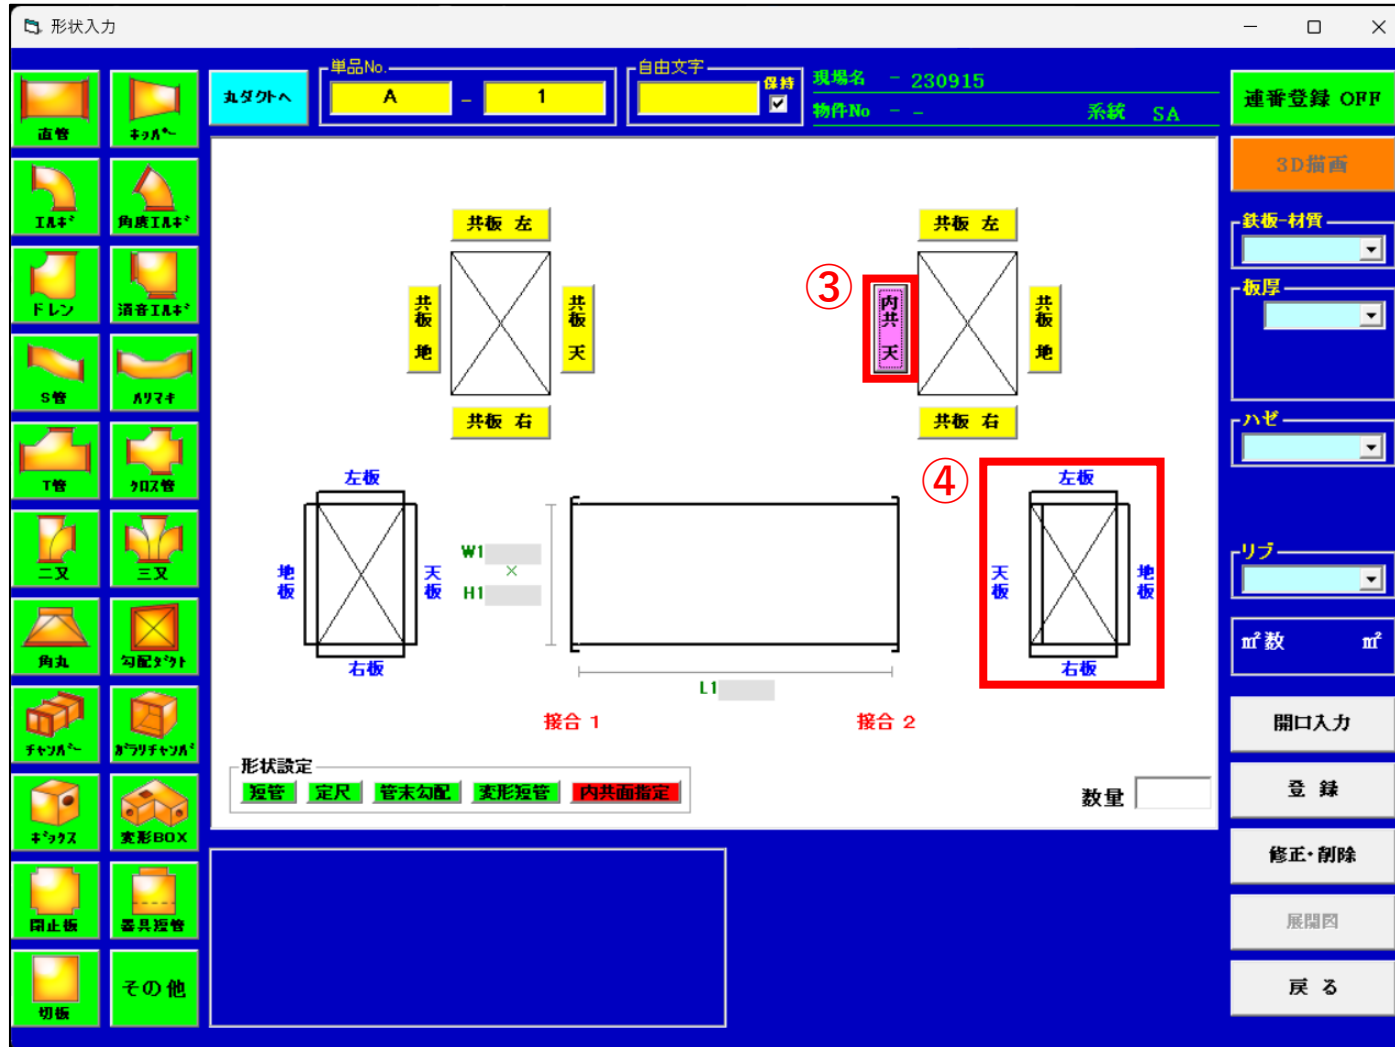 形状入力
単品No.
自由文字
丸ダクトへ
A - 1
保持
現場名 - 230915
物件No - -
系統 SA
連番登録 OFF
直管
ホッパー
3D描画
エルボ
角度エルボ
共板 左
共板 左
鉄板-材質
ドレン
消音エルボ
共板 地
共板 天
③
内共 天
共板 地
板厚
S管
ハリマキ
共板 右
共板 右
ハゼ
T管
クロス管
左板
④
左板
二又
三又
地板
天板
W1
×
H1
天板
地板
リブ
角丸
勾配ダクト
右板
右板
㎡数 ㎡
L1
チャンバー
ガラリチャンバ
接合 1
接合 2
開口入力
形状設定
短管
定尺
管末勾配
変形短管
内共面指定
数量
登 録
ボックス
変形BOX
修正・削除
閉止板
器具短管
展開図
切板
その他
戻 る